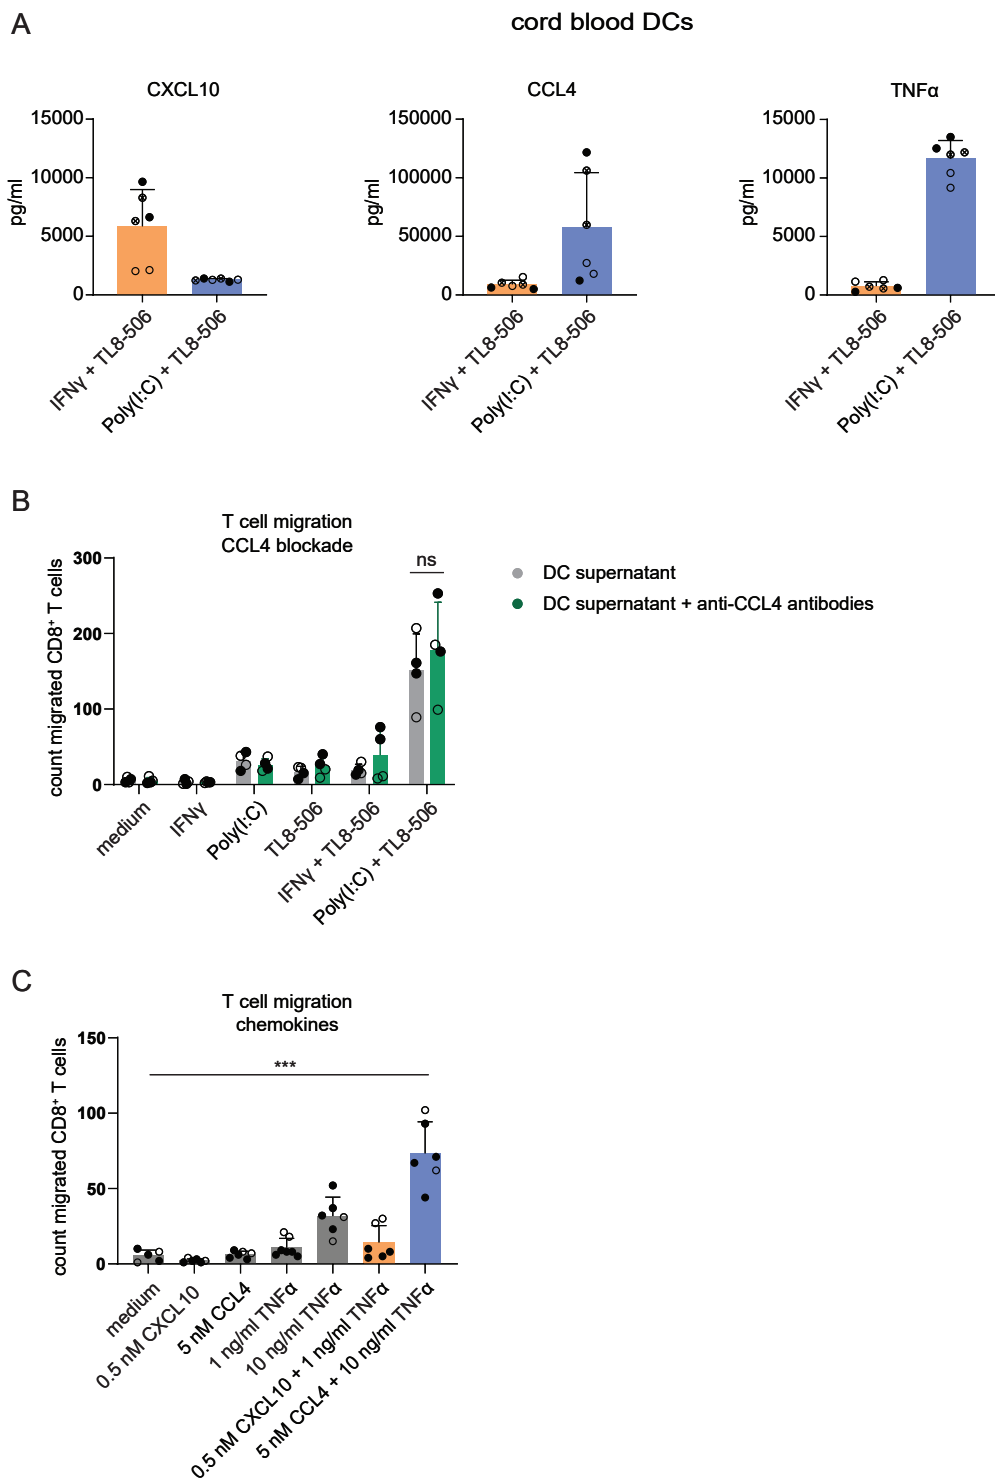 A
cord blood DCs
CXCL10
CCL4
TNFα
15000
10000
5000
0
pg/ml
IFNγ + TL8-506
Poly(I:C) + TL8-506
150000
100000
50000
0
pg/ml
IFNγ + TL8-506
Poly(I:C) + TL8-506
15000
10000
5000
0
pg/ml
IFNγ + TL8-506
Poly(I:C) + TL8-506
B
T cell migration
CCL4 blockade
300
200
100
0
count migrated CD8⁺ T cells
ns
DC supernatant
DC supernatant + anti-CCL4 antibodies
medium
IFNγ
Poly(I:C)
TL8-506
IFNγ + TL8-506
Poly(I:C) + TL8-506
C
T cell migration
chemokines
150
100
50
0
count migrated CD8⁺ T cells
***
medium
0.5 nM CXCL10
5 nM CCL4
1 ng/ml TNFα
10 ng/ml TNFα
0.5 nM CXCL10 + 1 ng/ml TNFα
5 nM CCL4 + 10 ng/ml TNFα